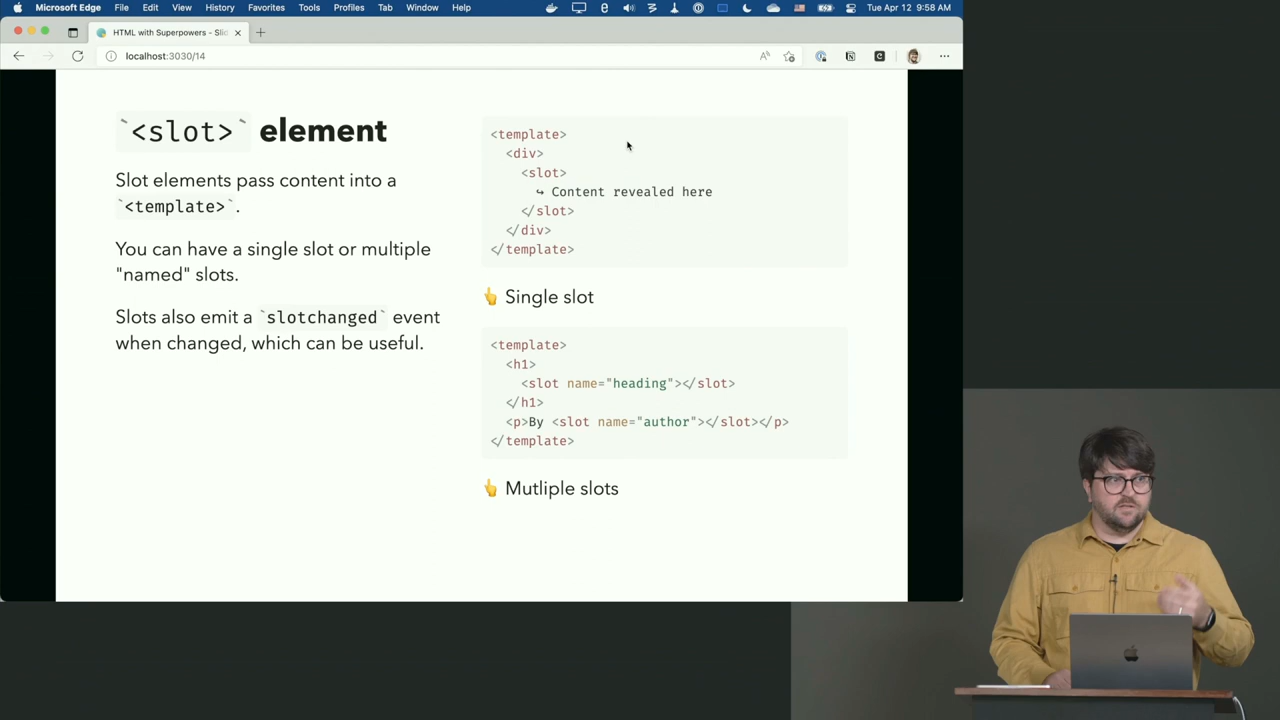 Microsoft Edge File Edit View History Favorites Tools Profiles Tab Window Help Tue Apr 12 9:58 AM
HTML with Superpowers - Slid
localhost:3030/14
`<slot>` element
Slot elements pass content into a
`<template>`.
You can have a single slot or multiple
"named" slots.
Slots also emit a `slotchanged` event
when changed, which can be useful.
<template>
<div>
<slot>
↪ Content revealed here
</slot>
</div>
</template>
👆 Single slot
<template>
<h1>
<slot name="heading"></slot>
</h1>
<p>By <slot name="author"></slot></p>
</template>
👆 Mutliple slots